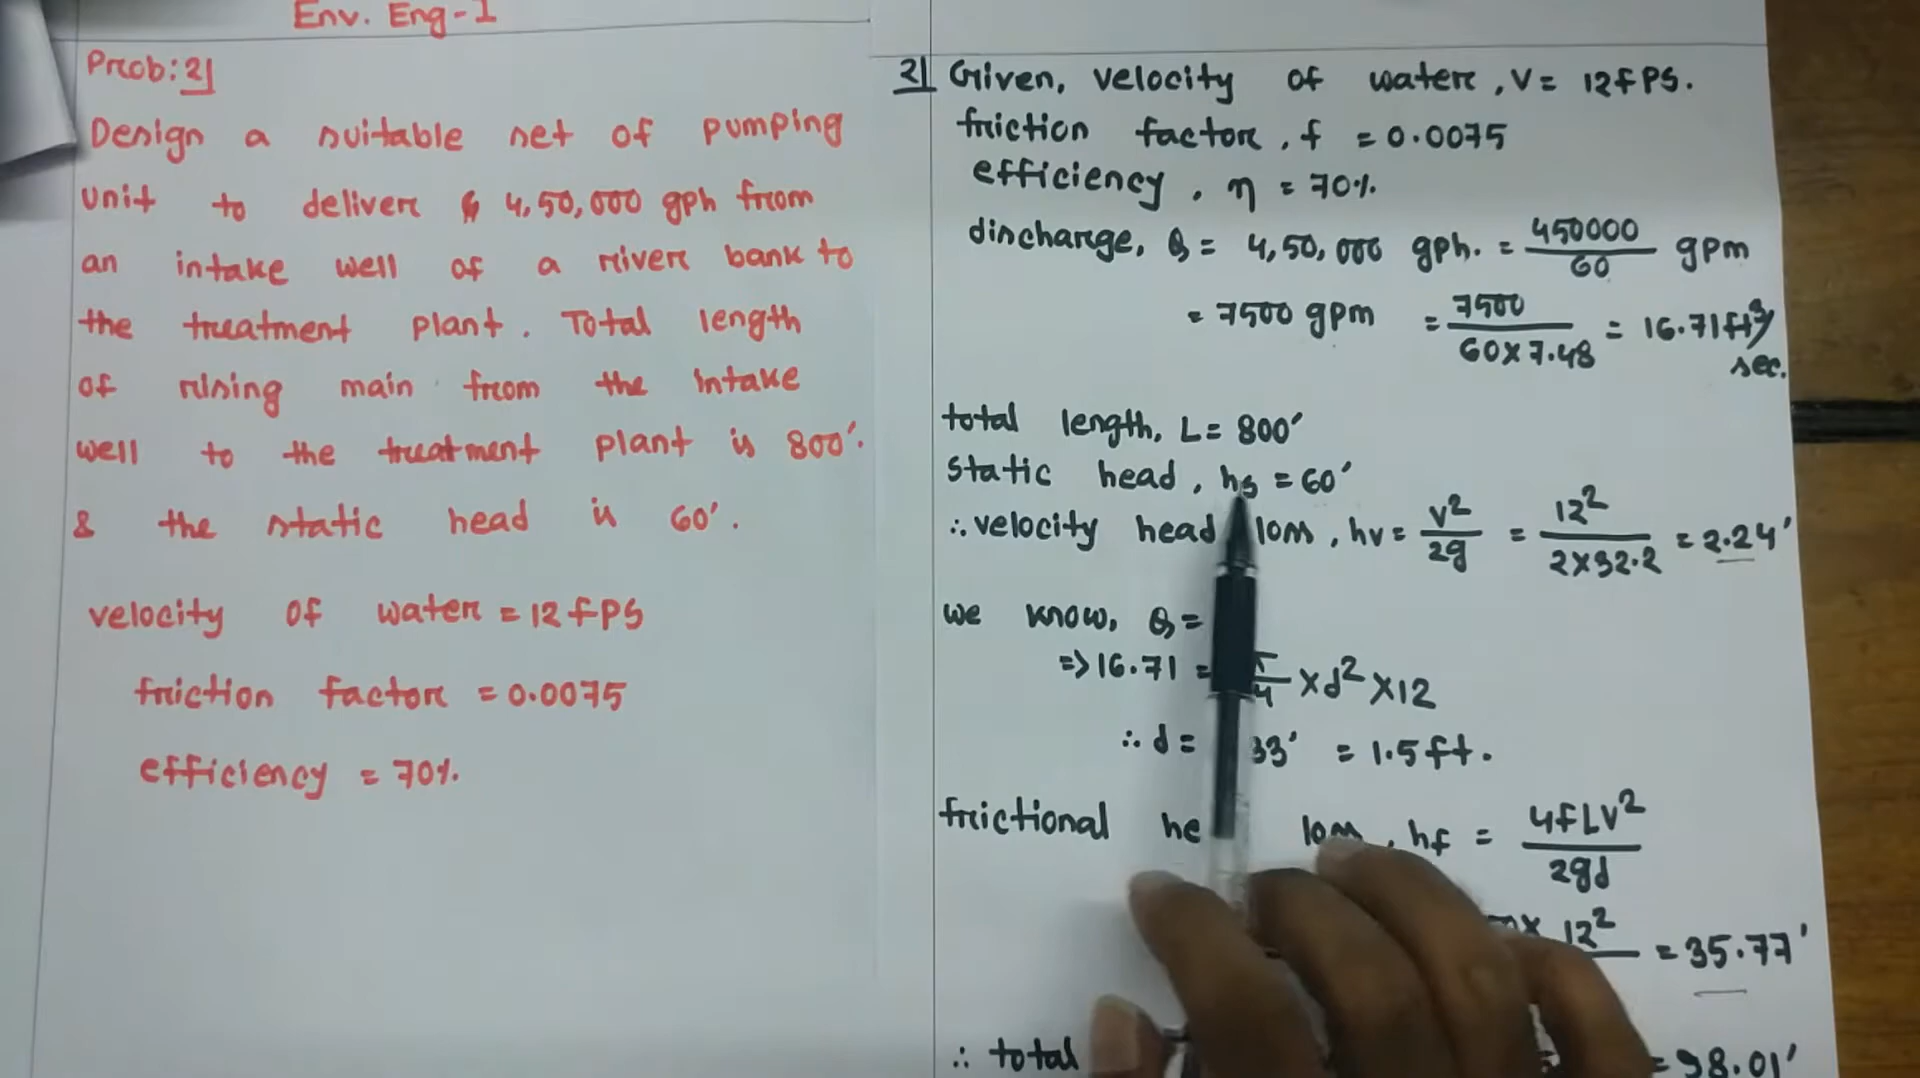 Env. Eng-1
Prob: 21
Design a suitable set of pumping
unit to deliver 4,50,000 gph from
an intake well of a river bank to
the treatment plant. Total length
of rising main from the intake
well to the treatment plant is 800'.
& the static head is 60'.
velocity of water = 12 fPS
friction factor = 0.0075
efficiency = 70%
21 Given, velocity of water, V = 12fPS.
friction factor, f = 0.0075
efficiency, η = 70%
discharge, Q = 4,50,000 gph. = 450000/60 gpm
= 7500 gpm = 7500/(60×7.48) = 16.71 ft³/sec.
total length, L = 800'
static head, hs = 60'
∴ velocity head loss, hv = v²/2g = 12²/(2×32.2) = 2.24'
we know, Q =
=> 16.71 = π/4 × d² × 12
∴ d = 33' = 1.5 ft.
frictional he loss, hf = 4fLV²/2gd
× 12² = 35.77'
∴ total = 98.01'